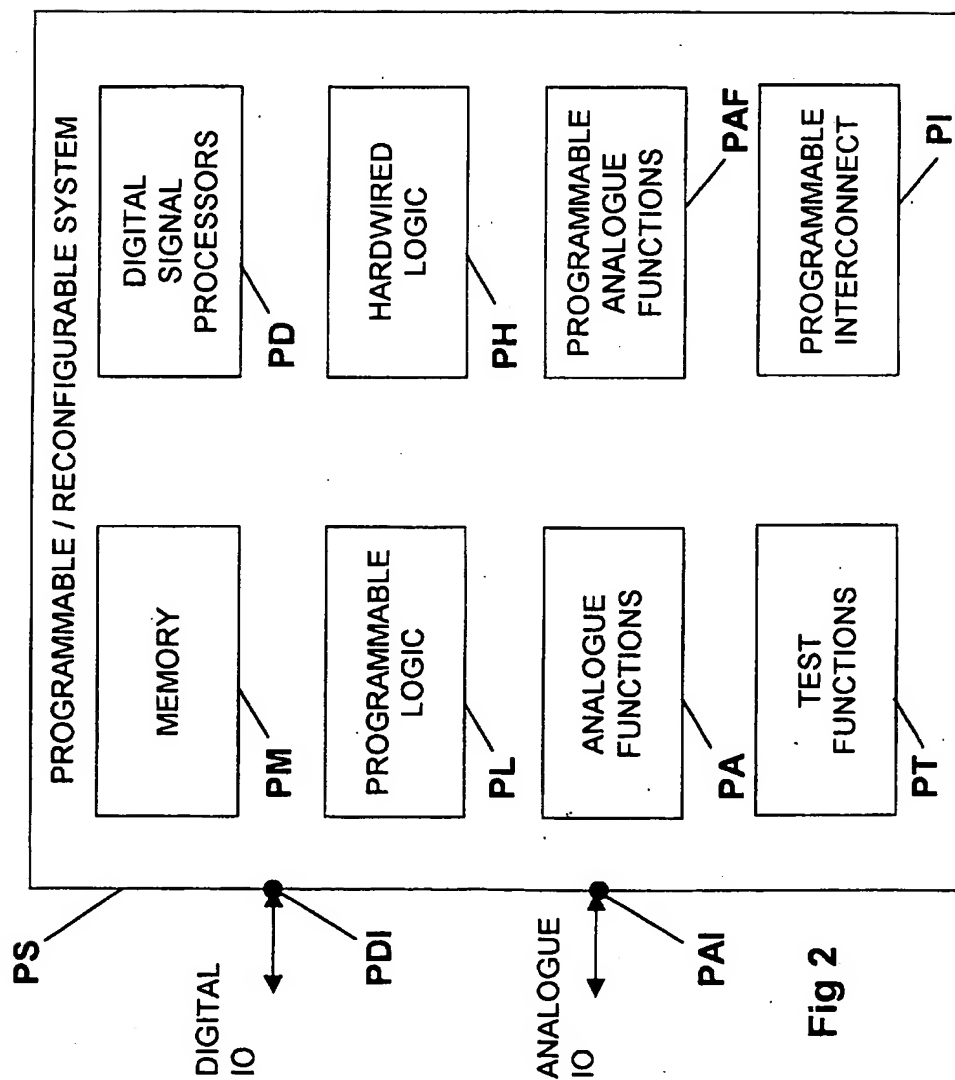 PROGRAMMABLE / RECONFIGURABLE SYSTEM
PS
DIGITAL
IO
PDI
ANALOGUE
IO
PAI
MEMORY
PM
DIGITAL
SIGNAL
PROCESSORS
PD
PROGRAMMABLE
LOGIC
PL
HARDWIRED
LOGIC
PH
ANALOGUE
FUNCTIONS
PA
PROGRAMMABLE
ANALOGUE
FUNCTIONS
PAF
TEST
FUNCTIONS
PT
PROGRAMMABLE
INTERCONNECT
PI
Fig 2